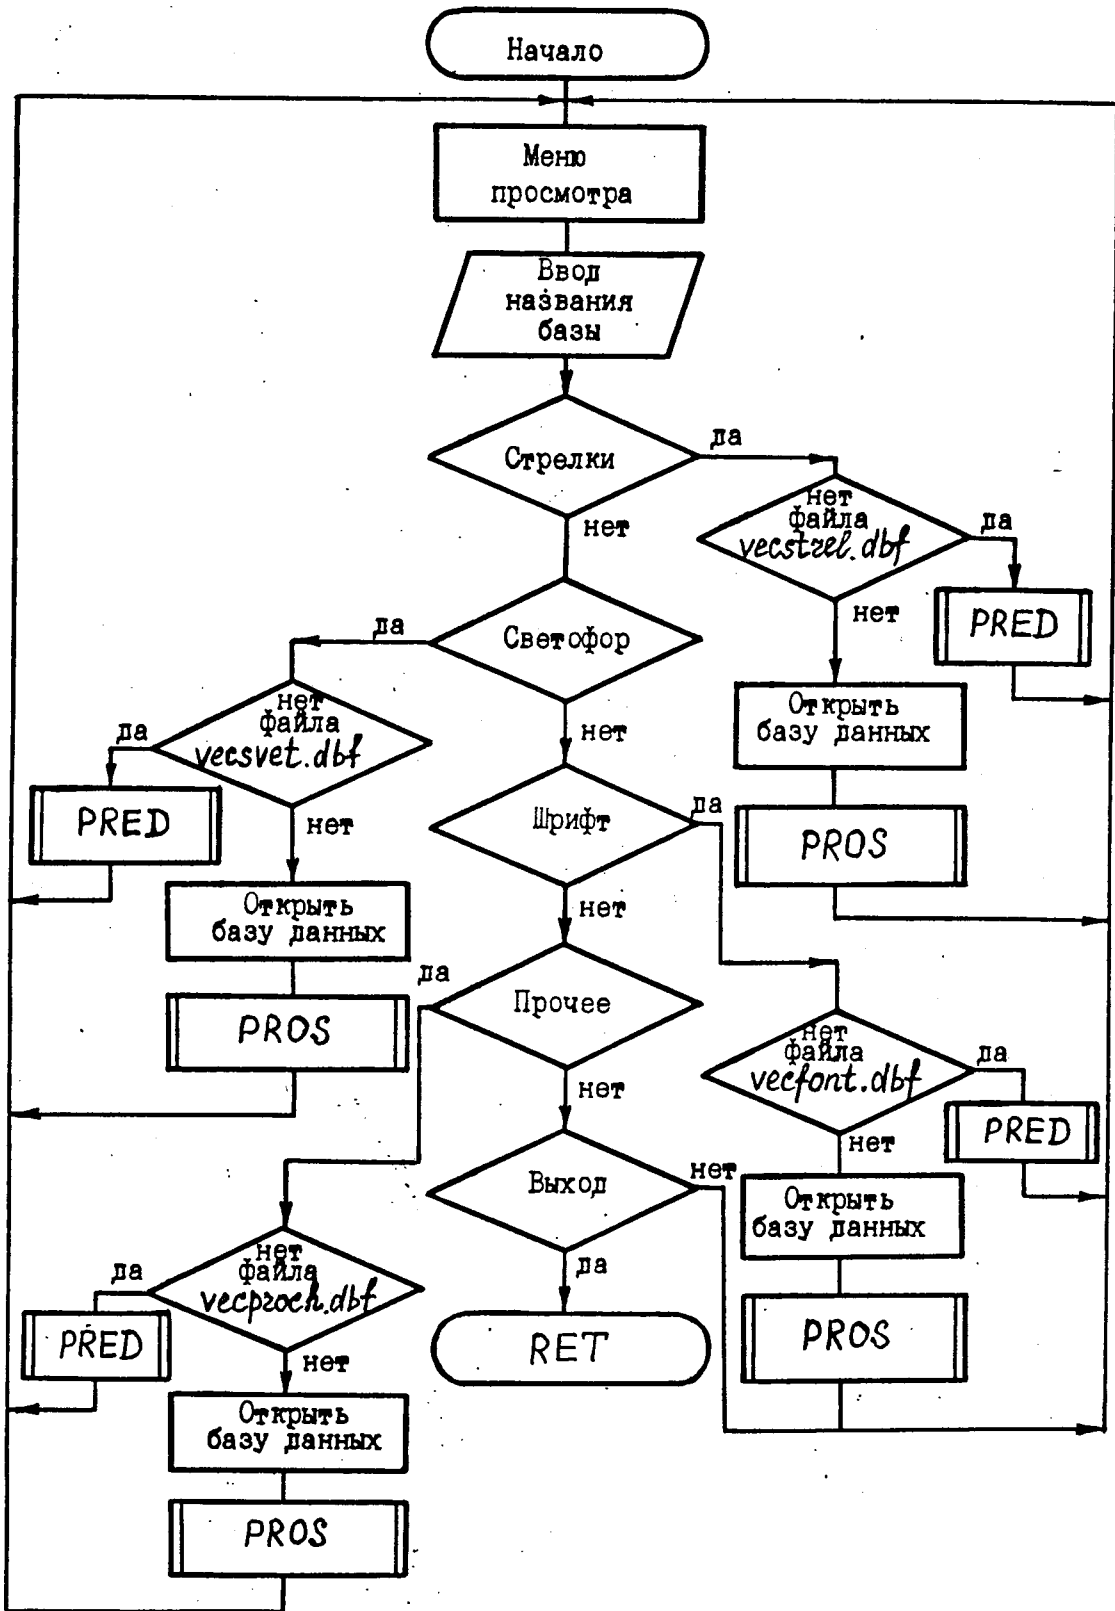 Начало
Меню
просмотра
Ввод
названия
базы
Стрелки
да
нет
нет
файла
vecstrel.dbf
да
PRED
нет
Открыть
базу данных
PROS
Светофор
да
нет
нет
файла
vecsvet.dbf
да
PRED
нет
Открыть
базу данных
PROS
Шрифт
да
нет
нет
файла
vecfont.dbf
да
PRED
нет
Открыть
базу данных
PROS
Прочее
да
нет
нет
файла
vecproch.dbf
да
PRED
нет
Открыть
базу данных
PROS
Выход
нет
да
RET